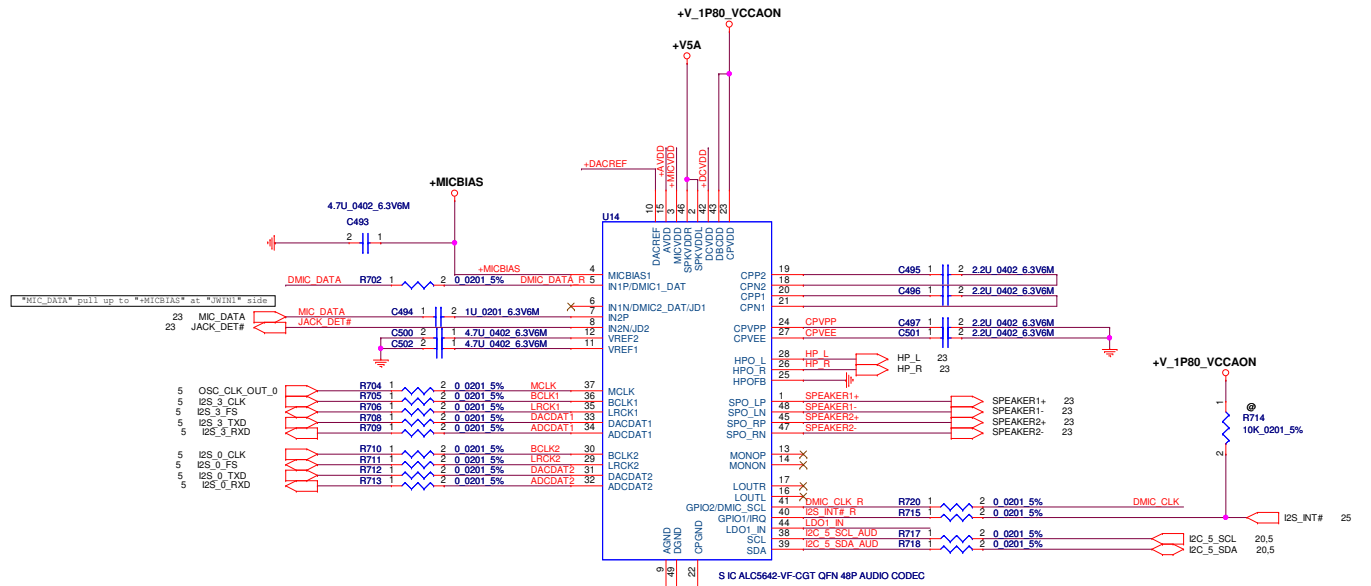 +V_1P80_VCCAON
+V5A
+DACREF
+AVDD
+MICVDD
+DCVDD
+MICBIAS
4.7U_0402_6.3V6M
C493
2 1
10 15 3 46 2 42 43 23
U14
DACREF AVDD MICVDD SPKVDDR SPKVDDL DCVDD DBCDD CPVDD
+MICBIAS 4 MICBIAS1
DMIC_DATA R702 1 2 0_0201_5% DMIC_DATA_R 5 IN1P/DMIC1_DAT
"MIC_DATA" pull up to "+MICBIAS" at "JWIN1" side
6 IN1N/DMIC2_DAT/JD1
23 MIC_DATA MIC_DATA C494 1 2 1U_0201_6.3V6M 7 IN2P
23 JACK_DET# JACK_DET# 8 IN2N/JD2
C500 2 1 4.7U_0402_6.3V6M 12 VREF2
C502 2 1 4.7U_0402_6.3V6M 11 VREF1
5 OSC_CLK_OUT_0 R704 1 2 0_0201_5% MCLK 37 MCLK
5 I2S_3_CLK R705 1 2 0_0201_5% BCLK1 36 BCLK1
5 I2S_3_FS R706 1 2 0_0201_5% LRCK1 35 LRCK1
5 I2S_3_TXD R708 1 2 0_0201_5% DACDAT1 33 DACDAT1
5 I2S_3_RXD R709 1 2 0_0201_5% ADCDAT1 34 ADCDAT1
5 I2S_0_CLK R710 1 2 0_0201_5% BCLK2 30 BCLK2
5 I2S_0_FS R711 1 2 0_0201_5% LRCK2 29 LRCK2
5 I2S_0_TXD R712 1 2 0_0201_5% DACDAT2 31 DACDAT2
5 I2S_0_RXD R713 1 2 0_0201_5% ADCDAT2 32 ADCDAT2
CPP2 19 C495 1 2 2.2U_0402_6.3V6M
CPN2 18
CPP1 20 C496 1 2 2.2U_0402_6.3V6M
CPN1 21
CPVPP 24 CPVPP C497 1 2 2.2U_0402_6.3V6M
CPVEE 27 CPVEE C501 1 2 2.2U_0402_6.3V6M
HPO_L 28 HP_L HP_L 23
HPO_R 26 HP_R HP_R 23
HPOFB 25
SPO_LP 1 SPEAKER1+ SPEAKER1+ 23
SPO_LN 48 SPEAKER1- SPEAKER1- 23
SPO_RP 45 SPEAKER2+ SPEAKER2+ 23
SPO_RN 47 SPEAKER2- SPEAKER2- 23
MONOP 13
MONON 14
LOUTR 17
LOUTL 16
GPIO2/DMIC_SCL 41 DMIC_CLK_R R720 1 2 0_0201_5% DMIC_CLK
GPIO1/IRQ 40 I2S_INT#_R R715 1 2 0_0201_5% I2S_INT# 25
LDO1_IN 44 LDO1_IN
SCL 38 I2C_5_SCL_AUD R717 1 2 0_0201_5% I2C_5_SCL 20,5
SDA 39 I2C_5_SDA_AUD R718 1 2 0_0201_5% I2C_5_SDA 20,5
+V_1P80_VCCAON
1
@
R714
10K_0201_5%
2
AGND DGND CPGND
9 49 22
S IC ALC5642-VF-CGT QFN 48P AUDIO CODEC